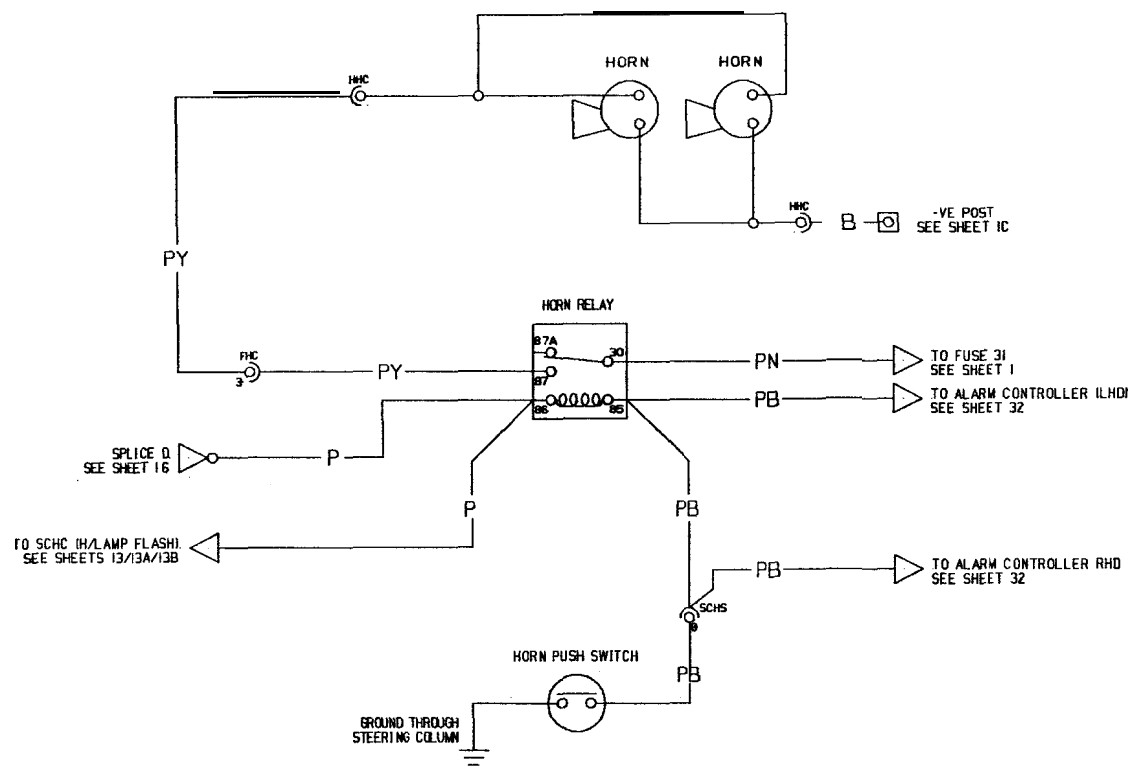 HORN HORN
HHC
HHC
B
-VE POST
SEE SHEET 1C
PY
HORN RELAY
87A
30
FHC
3
PY
87
PN
TO FUSE 31
SEE SHEET 1
86
85
PB
TO ALARM CONTROLLER (LHD)
SEE SHEET 32
SPLICE D
SEE SHEET 16
P
P
PB
TO SCHC (H/LAMP FLASH).
SEE SHEETS 13/13A/13B
PB
TO ALARM CONTROLLER RHD
SEE SHEET 32
SCHS
HORN PUSH SWITCH
PB
GROUND THROUGH
STEERING COLUMN